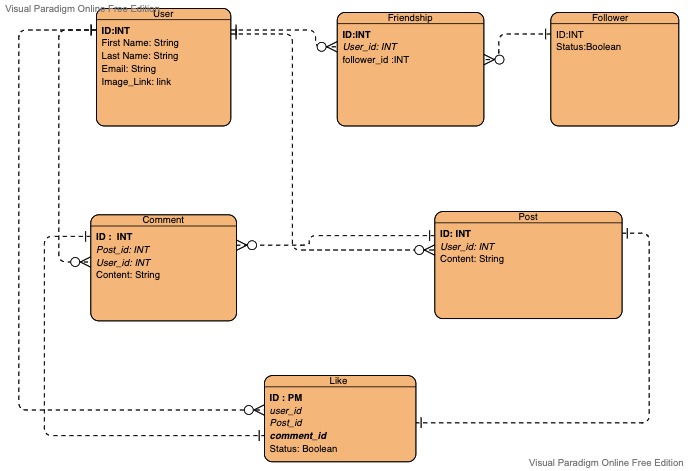 Visual Paradigm Online Free Edition
User
ID:INT
First Name: String
Last Name: String
Email: String
Image_Link: link
Friendship
ID:INT
User_id: INT
follower_id :INT
Follower
ID:INT
Status:Boolean
Comment
ID : INT
Post_id: INT
User_id: INT
Content: String
Post
ID: INT
User_id: INT
Content: String
Like
ID : PM
user_id
Post_id
comment_id
Status: Boolean
Visual Paradigm Online Free Edition